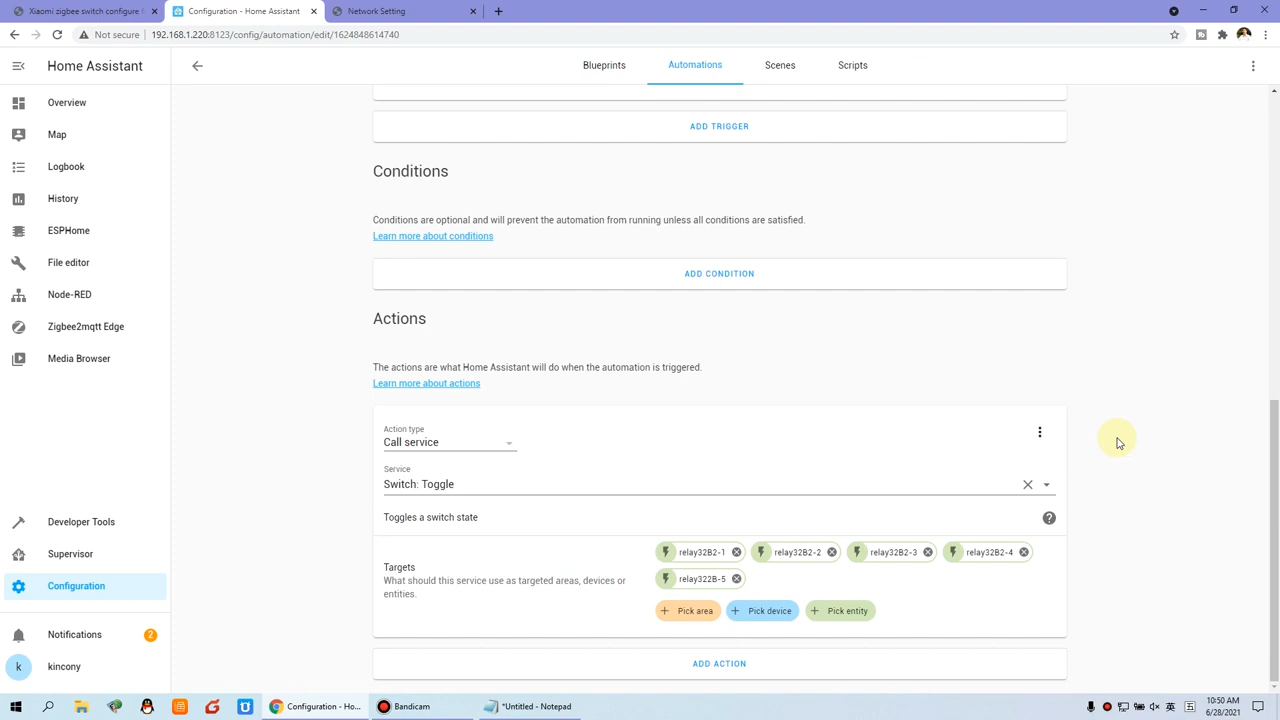 Xiaomi zigbee switch configure
Configuration - Home Assistant
Network Setting
Not secure
192.168.1.220:8123/config/automation/edit/1624848614740
Home Assistant
Blueprints
Automations
Scenes
Scripts
Overview
Map
Logbook
History
ESPHome
File editor
Node-RED
Zigbee2mqtt Edge
Media Browser
Developer Tools
Supervisor
Configuration
Notifications
2
k
kincony
ADD TRIGGER
Conditions
Conditions are optional and will prevent the automation from running unless all conditions are satisfied.
Learn more about conditions
ADD CONDITION
Actions
The actions are what Home Assistant will do when the automation is triggered.
Learn more about actions
Action type
Call service
Service
Switch: Toggle
Toggles a switch state
Targets
What should this service use as targeted areas, devices or
entities.
relay32B2-1
relay32B2-2
relay32B2-3
relay32B2-4
relay322B-5
Pick area
Pick device
Pick entity
ADD ACTION
Configuration - Ho...
Bandicam
*Untitled - Notepad
英
10:50 AM
6/28/2021